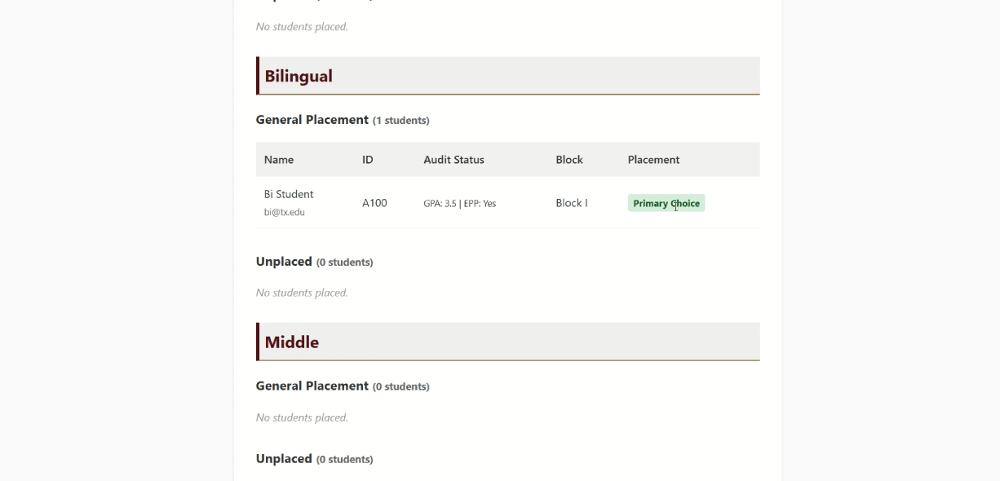 No students placed.
Bilingual
General Placement (1 students)
Name ID Audit Status Block Placement
Bi Student
bi@tx.edu
A100 GPA: 3.5 | EPP: Yes Block I Primary Choice
Unplaced (0 students)
No students placed.
Middle
General Placement (0 students)
No students placed.
Unplaced (0 students)